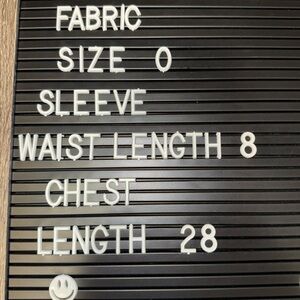 FABRIC
SIZE 0
SLEEVE
WAIST LENGTH 8
CHEST
LENGTH 28